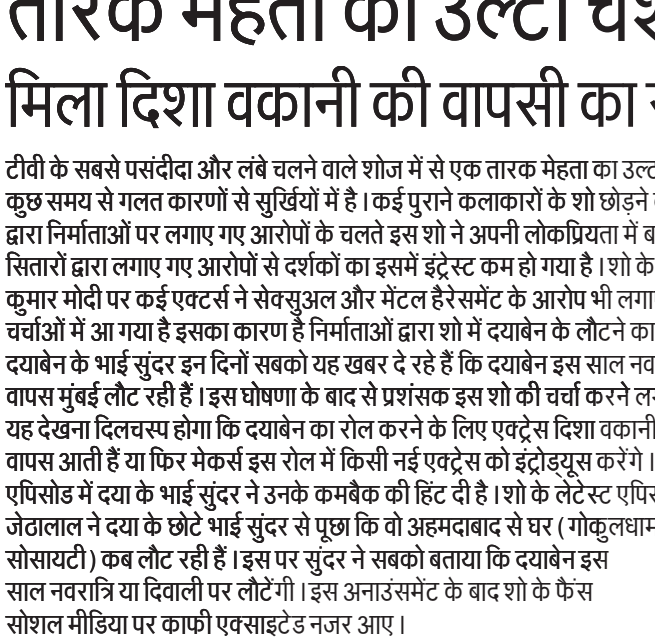 तारक मेहता का उल्टा
मिला दिशा वकानी की वापसी का
टीवी के सबसे पसंदीदा और लंबे चलने वाले शोज में से एक तारक मेहता का
कुछ समय से गलत कारणों से सुर्खियों में है । कई पुराने कलाकारों के शो छोड़ने
द्वारा निर्माताओं पर लगाए गए आरोपों के चलते इस शो ने अपनी लोकप्रियता में
सितारों द्वारा लगाए गए आरोपों से दर्शकों का इसमें इंट्रेस्ट कम हो गया है । शो के
कुमार मोदी पर कई एक्टर्स ने सेक्सुअल और मेंटल हैरेसमेंट के आरोप भी
चर्चाओं में आ गया है इसका कारण है निर्माताओं द्वारा शो में दयाबेन के लौटने का
दयाबेन के भाई सुंदर इन दिनों सबको यह खबर दे रहे हैं कि दयाबेन इस साल
वापस मुंबई लौट रही हैं । इस घोषणा के बाद से प्रशंसक इस शो की चर्चा करने
यह देखना दिलचस्प होगा कि दयाबेन का रोल करने के लिए एक्ट्रेस दिशा वकानी
वापस आती हैं या फिर मेकर्स इस रोल में किसी नई एक्ट्रेस को इंट्रोड्यूस करेंगे ।
एपिसोड में दया के भाई सुंदर ने उनके कमबैक की हिंट दी है । शो के लेटेस्ट
जेठालाल ने दया के छोटे भाई सुंदर से पूछा कि वो अहमदाबाद से घर ( गोकुलधाम
सोसायटी ) कब लौट रही हैं । इस पर सुंदर ने सबको बताया कि दयाबेन इस
साल नवरात्रि या दिवाली पर लौटेंगी । इस अनाउंसमेंट के बाद शो के फैंस
सोशल मीडिया पर काफी एक्साइटेड नजर आए ।